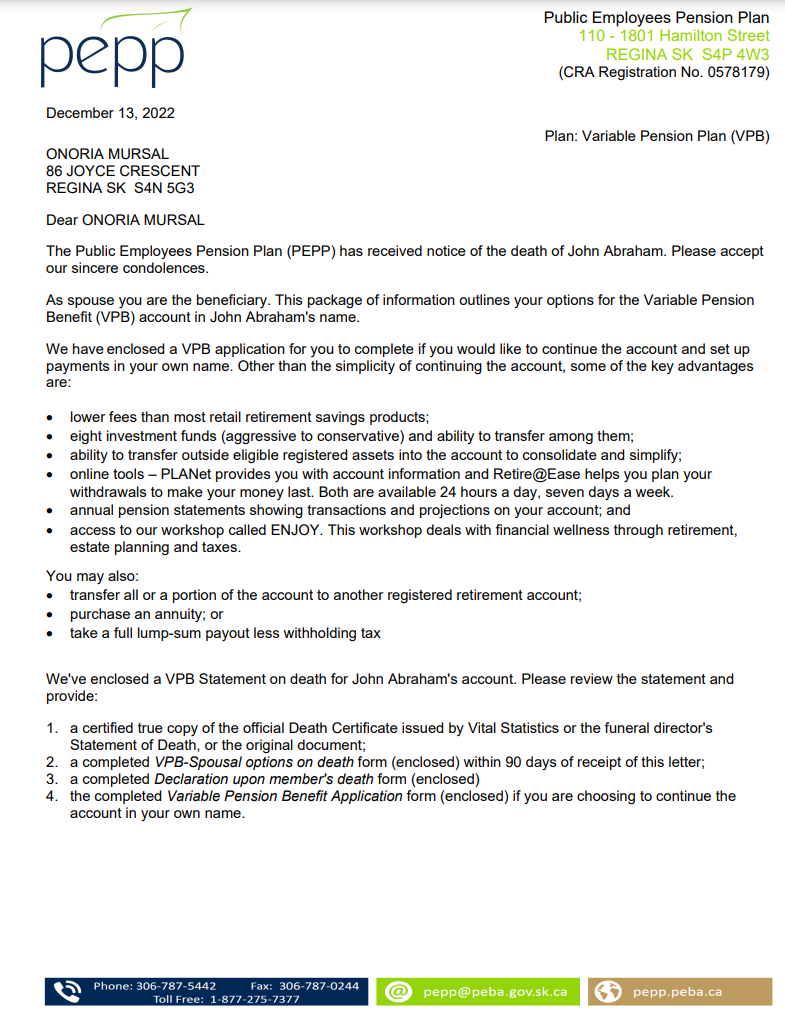 pepp
Public Employees Pension Plan
110 - 1801 Hamilton Street
REGINA SK  S4P 4W3
(CRA Registration No. 0578179)
December 13, 2022
Plan: Variable Pension Plan (VPB)
ONORIA MURSAL
86 JOYCE CRESCENT
REGINA SK  S4N 5G3
Dear ONORIA MURSAL
The Public Employees Pension Plan (PEPP) has received notice of the death of John Abraham. Please accept
our sincere condolences.
As spouse you are the beneficiary. This package of information outlines your options for the Variable Pension
Benefit (VPB) account in John Abraham's name.
We have enclosed a VPB application for you to complete if you would like to continue the account and set up
payments in your own name. Other than the simplicity of continuing the account, some of the key advantages
are:
• lower fees than most retail retirement savings products;
• eight investment funds (aggressive to conservative) and ability to transfer among them;
• ability to transfer outside eligible registered assets into the account to consolidate and simplify;
• online tools – PLANet provides you with account information and Retire@Ease helps you plan your
withdrawals to make your money last. Both are available 24 hours a day, seven days a week.
• annual pension statements showing transactions and projections on your account; and
• access to our workshop called ENJOY. This workshop deals with financial wellness through retirement,
estate planning and taxes.
You may also:
• transfer all or a portion of the account to another registered retirement account;
• purchase an annuity; or
• take a full lump-sum payout less withholding tax
We've enclosed a VPB Statement on death for John Abraham's account. Please review the statement and
provide:
1. a certified true copy of the official Death Certificate issued by Vital Statistics or the funeral director's
Statement of Death, or the original document;
2. a completed VPB-Spousal options on death form (enclosed) within 90 days of receipt of this letter;
3. a completed Declaration upon member's death form (enclosed)
4. the completed Variable Pension Benefit Application form (enclosed) if you are choosing to continue the
account in your own name.
Phone: 306-787-5442 Fax: 306-787-0244
Toll Free: 1-877-275-7377
@ pepp@peba.gov.sk.ca
pepp.peba.ca